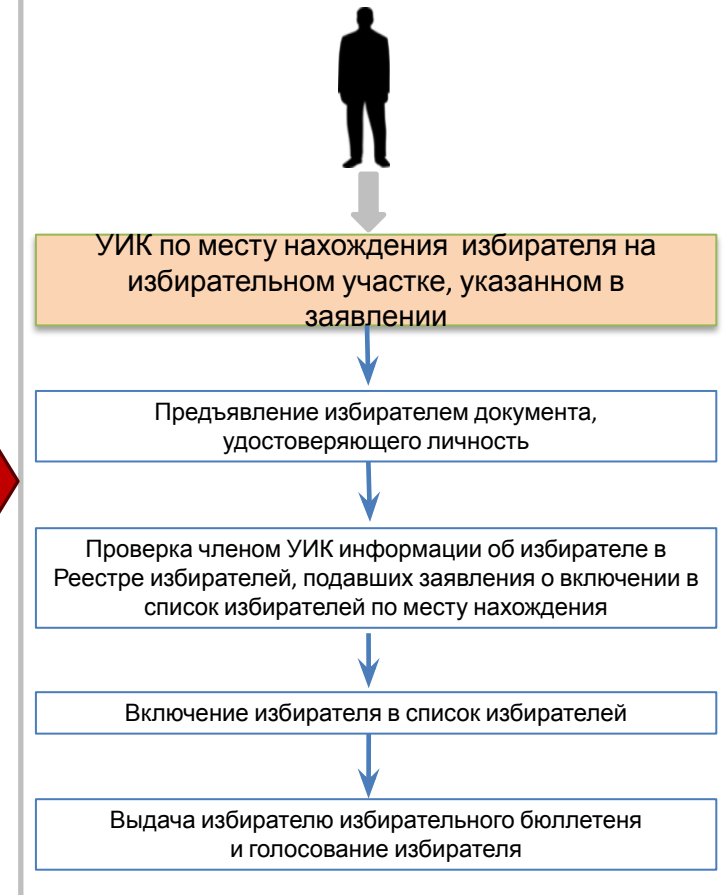 УИК по месту нахождения избирателя на
избирательном участке, указанном в
заявлении
Предъявление избирателем документа,
удостоверяющего личность
Проверка членом УИК информации об избирателе в
Реестре избирателей, подавших заявления о включении в
список избирателей по месту нахождения
Включение избирателя в список избирателей
Выдача избирателю избирательного бюллетеня
и голосование избирателя